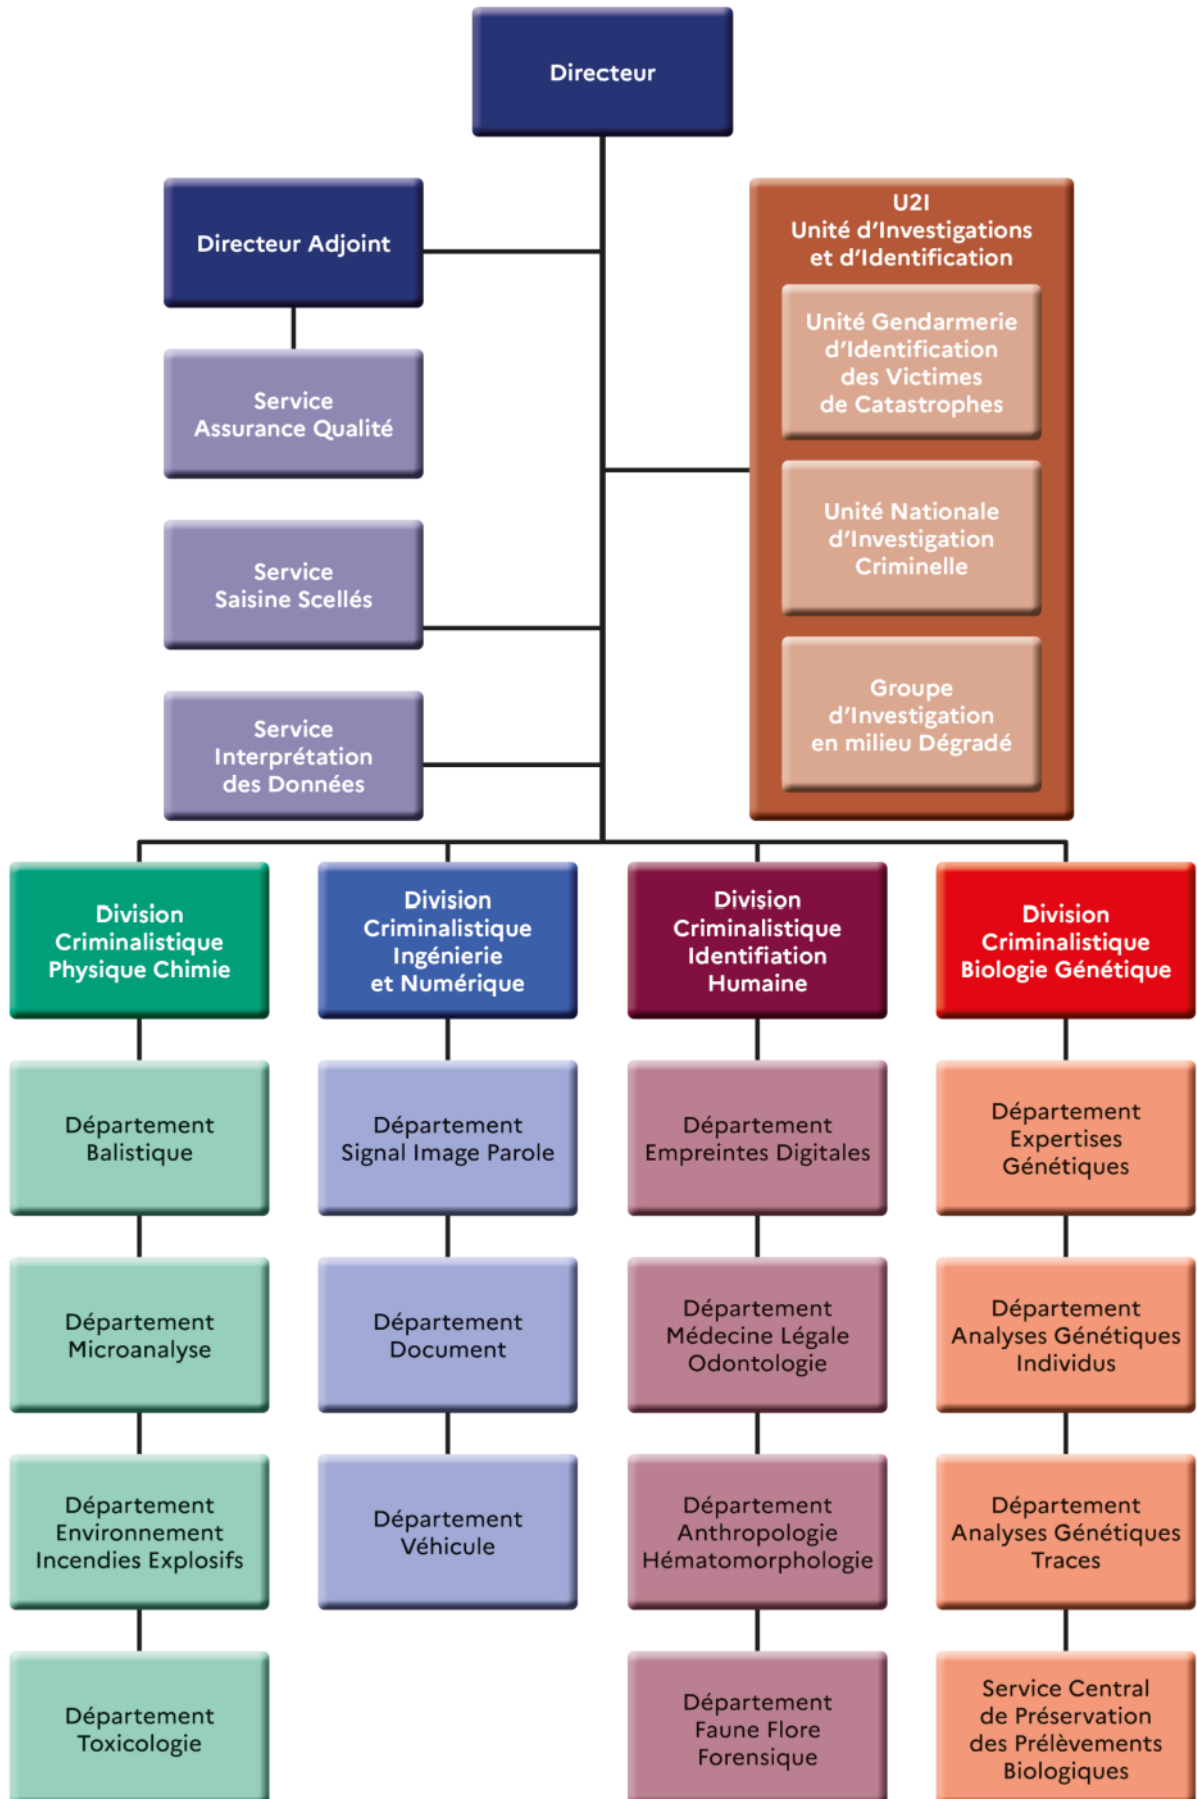 Directeur
Directeur Adjoint
Service
Assurance Qualité
Service
Saisine Scellés
Service
Interprétation
des Données
U2I
Unité d'Investigations
et d'Identification
Unité Gendarmerie
d'Identification
des Victimes
de Catastrophes
Unité Nationale
d'Investigation
Criminelle
Groupe
d'Investigation
en milieu Dégradé
Division
Criminalistique
Physique Chimie
Département
Balistique
Département
Microanalyse
Département
Environnement
Incendies Explosifs
Département
Toxicologie
Division
Criminalistique
Ingénierie
et Numérique
Département
Signal Image Parole
Département
Document
Département
Véhicule
Division
Criminalistique
Identifiation
Humaine
Département
Empreintes Digitales
Département
Médecine Légale
Odontologie
Département
Anthropologie
Hématomorphologie
Département
Faune Flore
Forensique
Division
Criminalistique
Biologie Génétique
Département
Expertises
Génétiques
Département
Analyses Génétiques
Individus
Département
Analyses Génétiques
Traces
Service Central
de Préservation
des Prélèvements
Biologiques